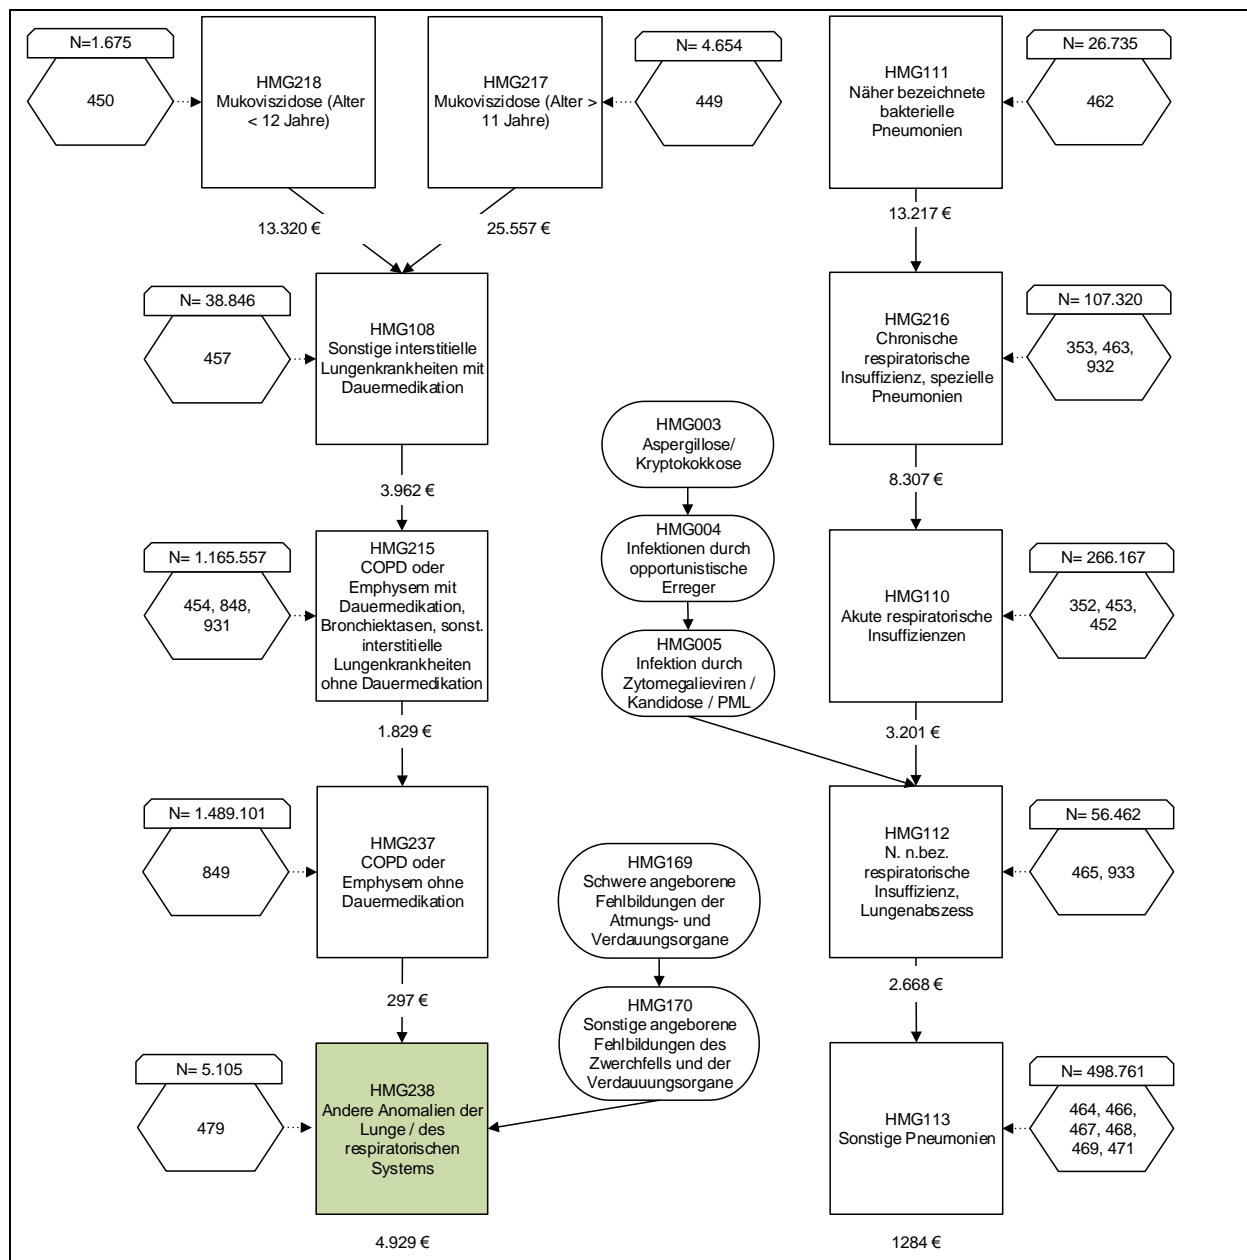 N=1.675
450
HMG218
Mukoviszidose (Alter
< 12 Jahre)
13.320 €
HMG217
Mukoviszidose (Alter >
11 Jahre)
25.557 €
N= 4.654
449
N= 38.846
457
HMG108
Sonstige interstitielle
Lungenkrankheiten mit
Dauermedikation
3.962 €
N= 1.165.557
454, 848,
931
HMG215
COPD oder
Emphysem mit
Dauermedikation,
Bronchiektasen, sonst.
interstitielle
Lungenkrankheiten
ohne Dauermedikation
1.829 €
N= 1.489.101
849
HMG237
COPD oder
Emphysem ohne
Dauermedikation
297 €
N= 5.105
479
HMG238
Andere Anomalien der
Lunge / des
respiratorischen
Systems
4.929 €
HMG003
Aspergillose/
Kryptokokkose
HMG004
Infektionen durch
opportunistische
Erreger
HMG005
Infektion durch
Zytomegalieviren /
Kandidose / PML
HMG169
Schwere angeborene
Fehlbildungen der
Atmungs- und
Verdauungsorgane
HMG170
Sonstige angeborene
Fehlbildungen des
Zwerchfells und der
Verdauuungsorgane
HMG111
Näher bezeichnete
bakterielle
Pneumonien
N= 26.735
462
13.217 €
HMG216
Chronische
respiratorische
Insuffizienz, spezielle
Pneumonien
N= 107.320
353, 463,
932
8.307 €
HMG110
Akute respiratorische
Insuffizienzen
N= 266.167
352, 453,
452
3.201 €
HMG112
N. n.bez.
respiratorische
Insuffizienz,
Lungenabszess
N= 56.462
465, 933
2.668 €
HMG113
Sonstige Pneumonien
N= 498.761
464, 466,
467, 468,
469, 471
1284 €